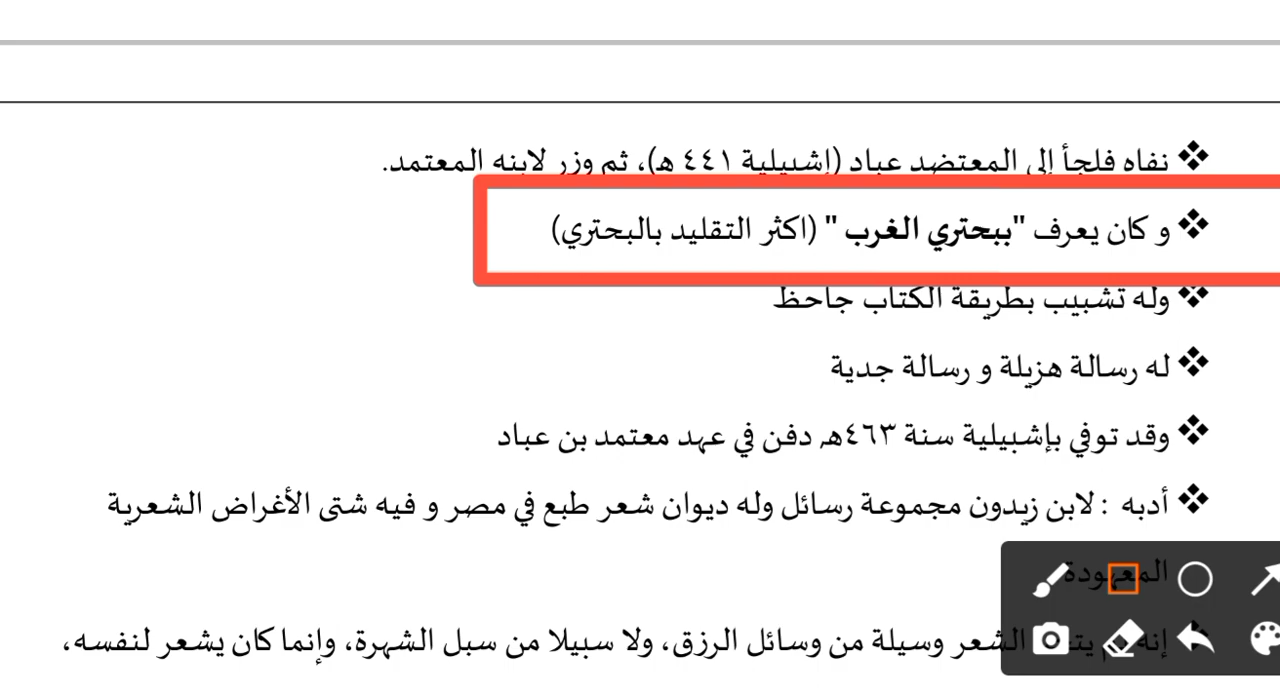 ❖ نفاه فلجأ إلى المعتضد عباد (إشبيلية ٤٤١ هـ)، ثم وزر لابنه المعتمد.
❖ و كان يعرف "ببحتري الغرب " (اكثر التقليد بالبحتري)
❖ وله تشبيب بطريقة الكتاب جاحظ
❖ له رسالة هزيلة و رسالة جدية
❖ وقد توفي بإشبيلية سنة ٤٦٣هـ دفن في عهد معتمد بن عباد
❖ أدبه : لابن زيدون مجموعة رسائل وله ديوان شعر طبع في مصر و فيه شتى الأغراض الشعرية
المعهودة
إنه الشعر وسيلة من وسائل الرزق، ولا سبيلا من سبل الشهرة، وإنما كان يشعر لنفسه،